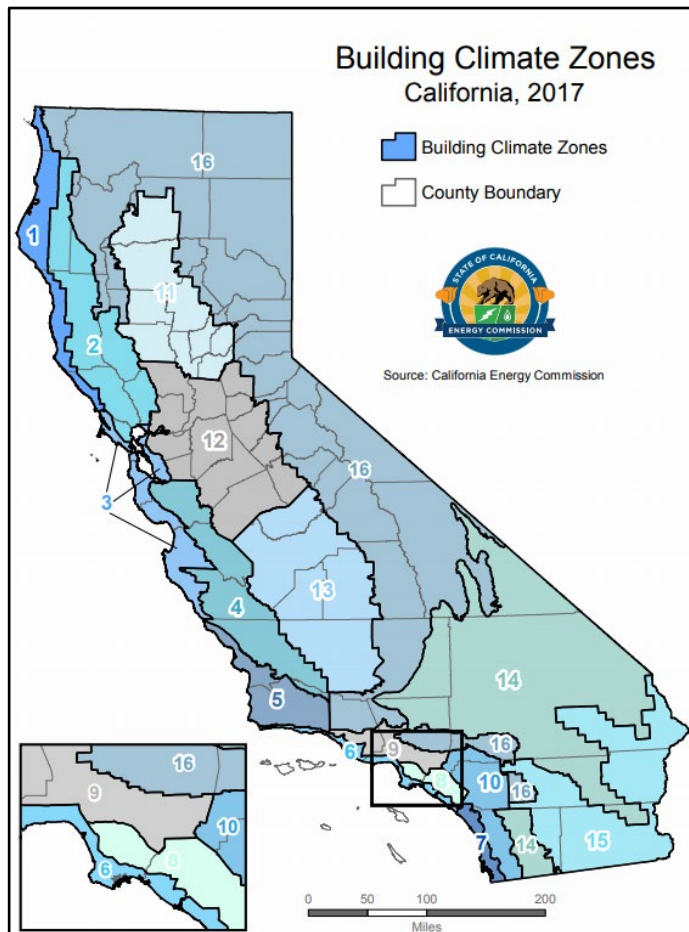 Building Climate Zones
California, 2017
Building Climate Zones
County Boundary
STATE OF CALIFORNIA
ENERGY COMMISSION
Source: California Energy Commission
16
1
11
2
12
16
3
13
4
14
5
6
9
16
8
10
16
7
14
15
16
9
10
8
6
0 50 100 200
Miles